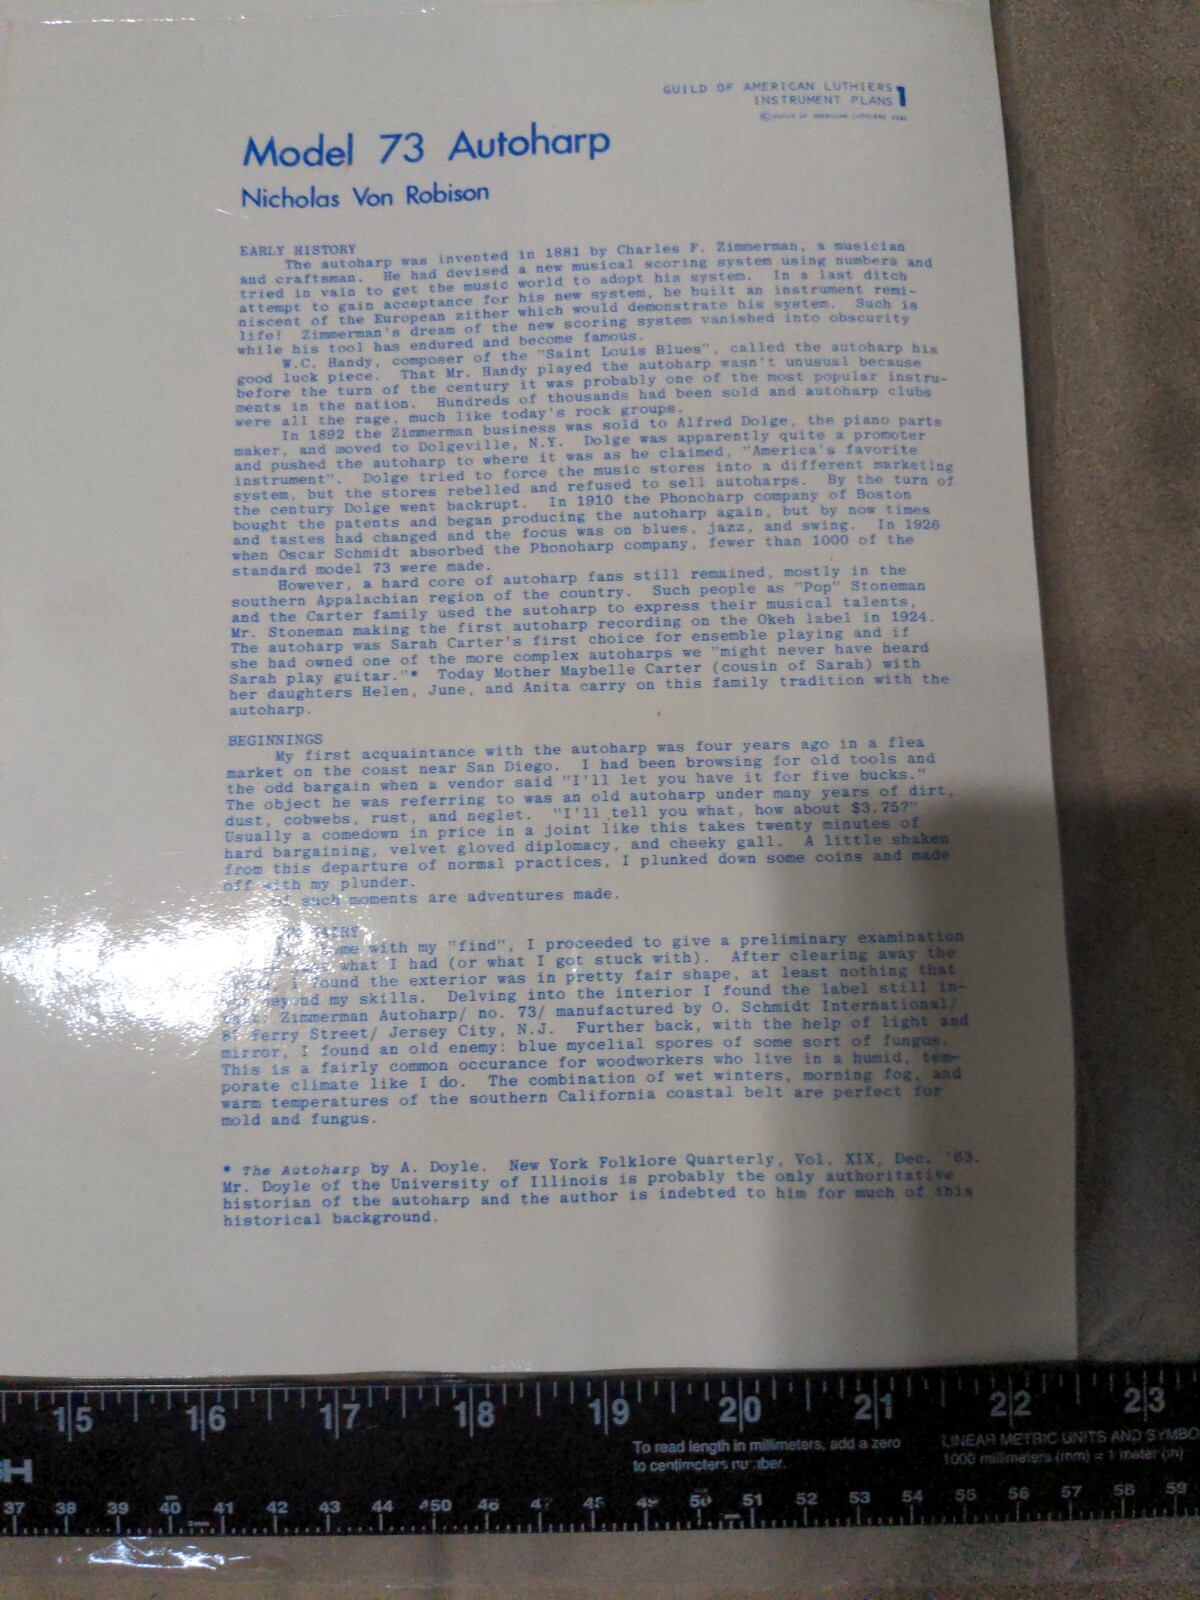 GUILD OF AMERICAN LUTHIERS
INSTRUMENT PLANS 1
© GUILD OF AMERICAN LUTHIERS
Model 73 Autoharp
Nicholas Von Robison
EARLY HISTORY
The autoharp was invented in 1881 by Charles F. Zimmerman, a musician
and craftsman. He had devised a new musical scoring system using numbers and
tried in vain to get the music world to adopt his system. In a last ditch
attempt to gain acceptance for his new system, he built an instrument remi-
niscent of the European zither which would demonstrate his system. Such is
life! Zimmerman's dream of the new scoring system vanished into obscurity
while his tool has endured and become famous.
W.C. Handy, composer of the "Saint Louis Blues", called the autoharp his
good luck piece. That Mr. Handy played the autoharp wasn't unusual because
before the turn of the century it was probably one of the most popular instru-
ments in the nation. Hundreds of thousands had been sold and autoharp clubs
were all the rage, much like today's rock groups.
In 1892 the Zimmerman business was sold to Alfred Dolge, the piano parts
maker, and moved to Dolgeville, N.Y. Dolge was apparently quite a promoter
and pushed the autoharp to where it was as he claimed, "America's favorite
instrument". Dolge tried to force the music stores into a different marketing
system, but the stores rebelled and refused to sell autoharps. By the turn of
the century Dolge went backrupt. In 1910 the Phonoharp company of Boston
bought the patents and began producing the autoharp again, but by now times
and tastes had changed and the focus was on blues, jazz, and swing. In 1926
when Oscar Schmidt absorbed the Phonoharp company, fewer than 1000 of the
standard model 73 were made.
However, a hard core of autoharp fans still remained, mostly in the
southern Appalachian region of the country. Such people as "Pop" Stoneman
and the Carter family used the autoharp to express their musical talents,
Mr. Stoneman making the first autoharp recording on the Okeh label in 1924.
The autoharp was Sarah Carter's first choice for ensemble playing and if
she had owned one of the more complex autoharps we "might never have heard
Sarah play guitar."* Today Mother Maybelle Carter (cousin of Sarah) with
her daughters Helen, June, and Anita carry on this family tradition with the
autoharp.
BEGINNINGS
My first acquaintance with the autoharp was four years ago in a flea
market on the coast near San Diego. I had been browsing for old tools and
the odd bargain when a vendor said "I'll let you have it for five bucks."
The object he was referring to was an old autoharp under many years of dirt,
dust, cobwebs, rust, and neglet. "I'll tell you what, how about $3.75?"
Usually a comedown in price in a joint like this takes twenty minutes of
hard bargaining, velvet gloved diplomacy, and cheeky gall. A little shaken
from this departure of normal practices, I plunked down some coins and made
off with my plunder.
Of such moments are adventures made.
with my "find", I proceeded to give a preliminary examination
what I had (or what I got stuck with). After clearing away the
I found the exterior was in pretty fair shape, at least nothing that
beyond my skills. Delving into the interior I found the label still in-
Zimmerman Autoharp/ no. 73/ manufactured by O. Schmidt International/
Ferry Street/ Jersey City, N.J. Further back, with the help of light and
mirror, I found an old enemy: blue mycelial spores of some sort of fungus.
This is a fairly common occurance for woodworkers who live in a humid, tem-
porate climate like I do. The combination of wet winters, morning fog, and
warm temperatures of the southern California coastal belt are perfect for
mold and fungus.
* The Autoharp by A. Doyle. New York Folklore Quarterly, Vol. XIX, Dec. '63.
Mr. Doyle of the University of Illinois is probably the only authoritative
historian of the autoharp and the author is indebted to him for much of this
historical background.
15 16 17 18 19 20 21 22 23
To read length in millimeters, add a zero
to centimeters number.
LINEAR METRIC UNITS AND SYMBO
1000 millimeters (mm) = 1 meter (m)
37 38 39 40 41 42 43 44 450 46 47 48 49 50 51 52 53 54 55 56 57 58 59